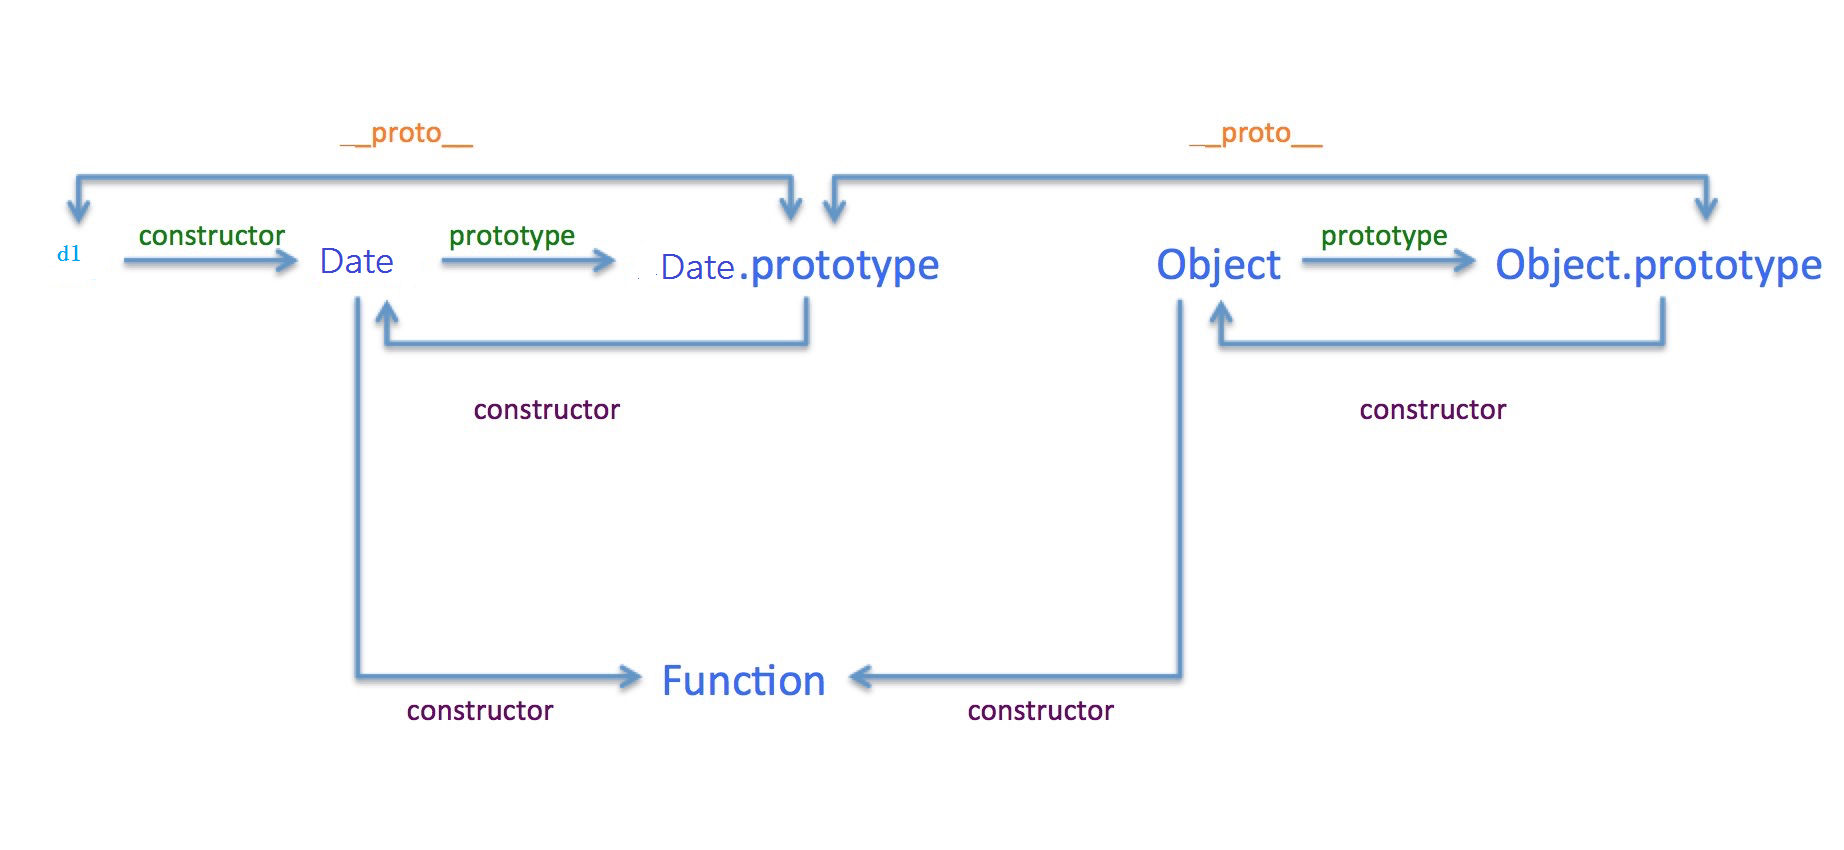 __proto__
__proto__
d1
constructor
Date
prototype
Date.prototype
Object
prototype
Object.prototype
constructor
constructor
Function
constructor
constructor